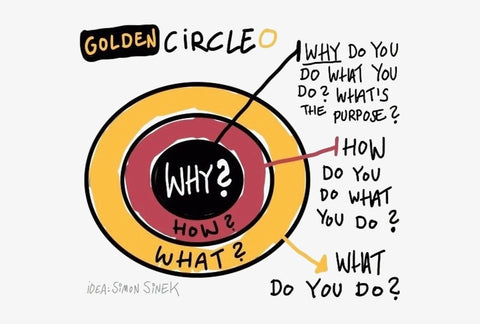 GOLDEN CIRCLE
WHY DO YOU
DO WHAT YOU
DO? WHAT'S
THE PURPOSE?
HOW
DO YOU
DO WHAT
YOU DO?
WHAT
DO YOU DO?
WHY?
HOW?
WHAT?
IDEA: SIMON SINEK